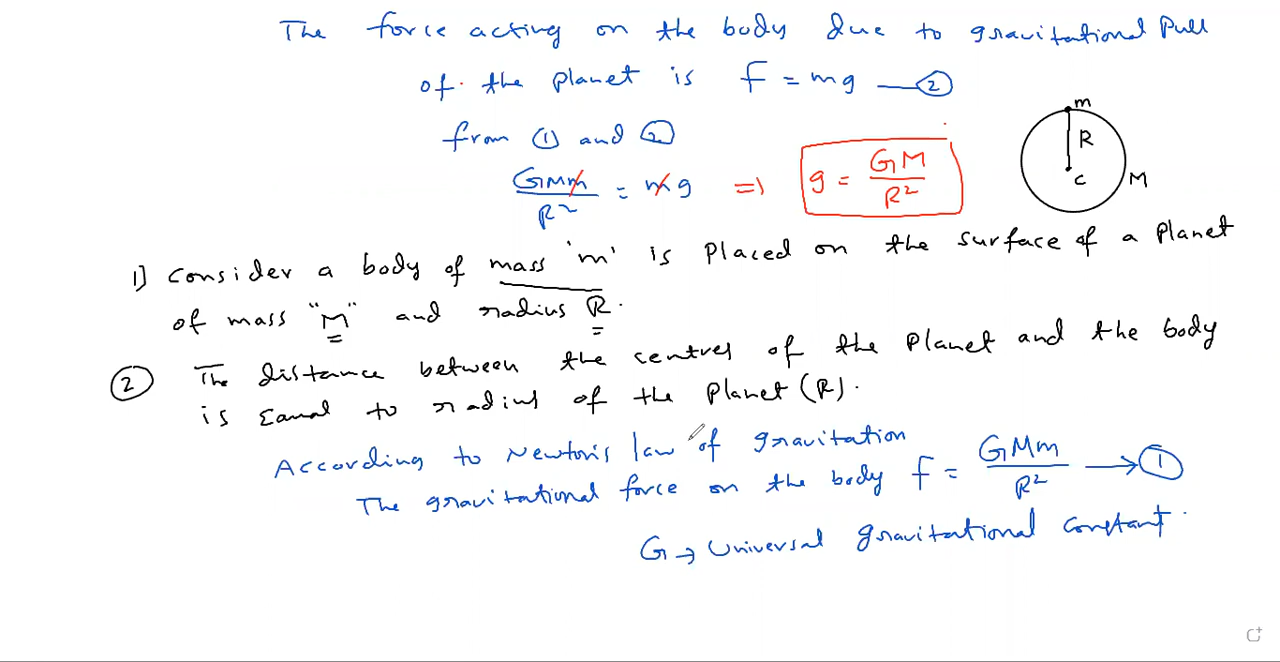 The force acting on the body due to gravitational Pull
of the planet is F = mg —②
from ① and ②
GMm/R² = mg ⇒ g = GM/R²
m
R
c
M
1) Consider a body of mass 'm' is Placed on the surface of a Planet
of mass "M" and radius R.
② The distance between the centres of the Planet and the body
is Equal to radius of the Planet (R).
According to Newton's law of gravitation
The gravitational force on the body F = GMm/R² → ①
G → Universal gravitational constant.